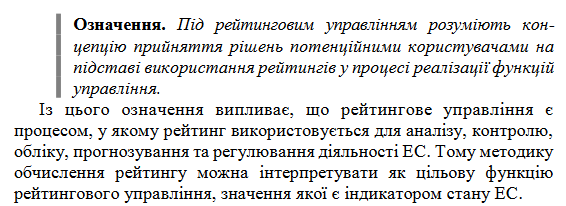 Означення. Під рейтинговим управлінням розуміють кон-
цепцію прийняття рішень потенційними користувачами на
підставі використання рейтингів у процесі реалізації функцій
управління.
Із цього означення випливає, що рейтингове управління є
процесом, у якому рейтинг використовується для аналізу, контролю,
обліку, прогнозування та регулювання діяльності ЕС. Тому методику
обчислення рейтингу можна інтерпретувати як цільову функцію
рейтингового управління, значення якої є індикатором стану ЕС.